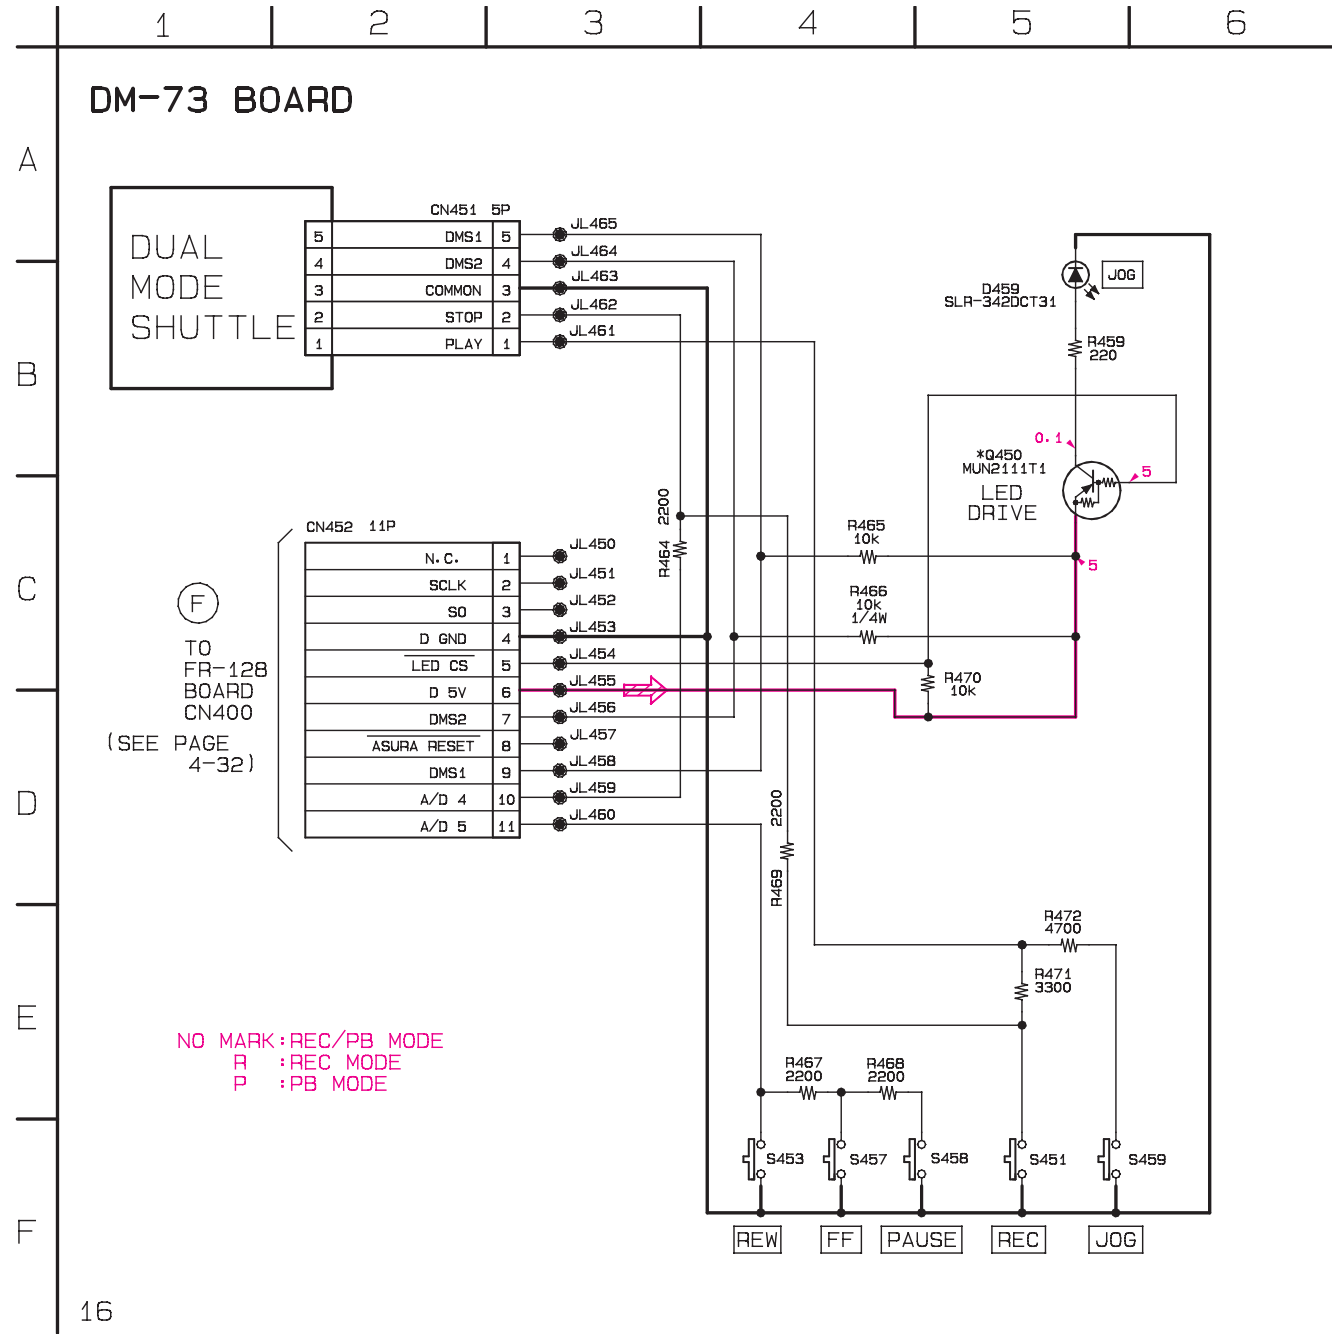 1 2 3 4 5 6
DM-73 BOARD
A
B
C
D
E
F
DUAL
MODE
SHUTTLE
CN451 5P
5 DMS1 5 JL465
4 DMS2 4 JL464
3 COMMON 3 JL463
2 STOP 2 JL462
1 PLAY 1 JL461
JOG
D459
SLR-342DCT31
R459
220
0.1
*Q450
MUN2111T1
5
LED
DRIVE
5
R464 2200
R465
10k
R466
10k
1/4W
R470
10k
CN452 11P
N.C. 1 JL450
SCLK 2 JL451
SO 3 JL452
D GND 4 JL453
LED CS 5 JL454
D 5V 6 JL455
DMS2 7 JL456
ASURA RESET 8 JL457
DMS1 9 JL458
A/D 4 10 JL459
A/D 5 11 JL460
F
TO
FR-128
BOARD
CN400
(SEE PAGE
4-32)
R469 2200
R472
4700
R471
3300
NO MARK:REC/PB MODE
R :REC MODE
P :PB MODE
R467
2200
R468
2200
S453 S457 S458 S451 S459
REW FF PAUSE REC JOG
16